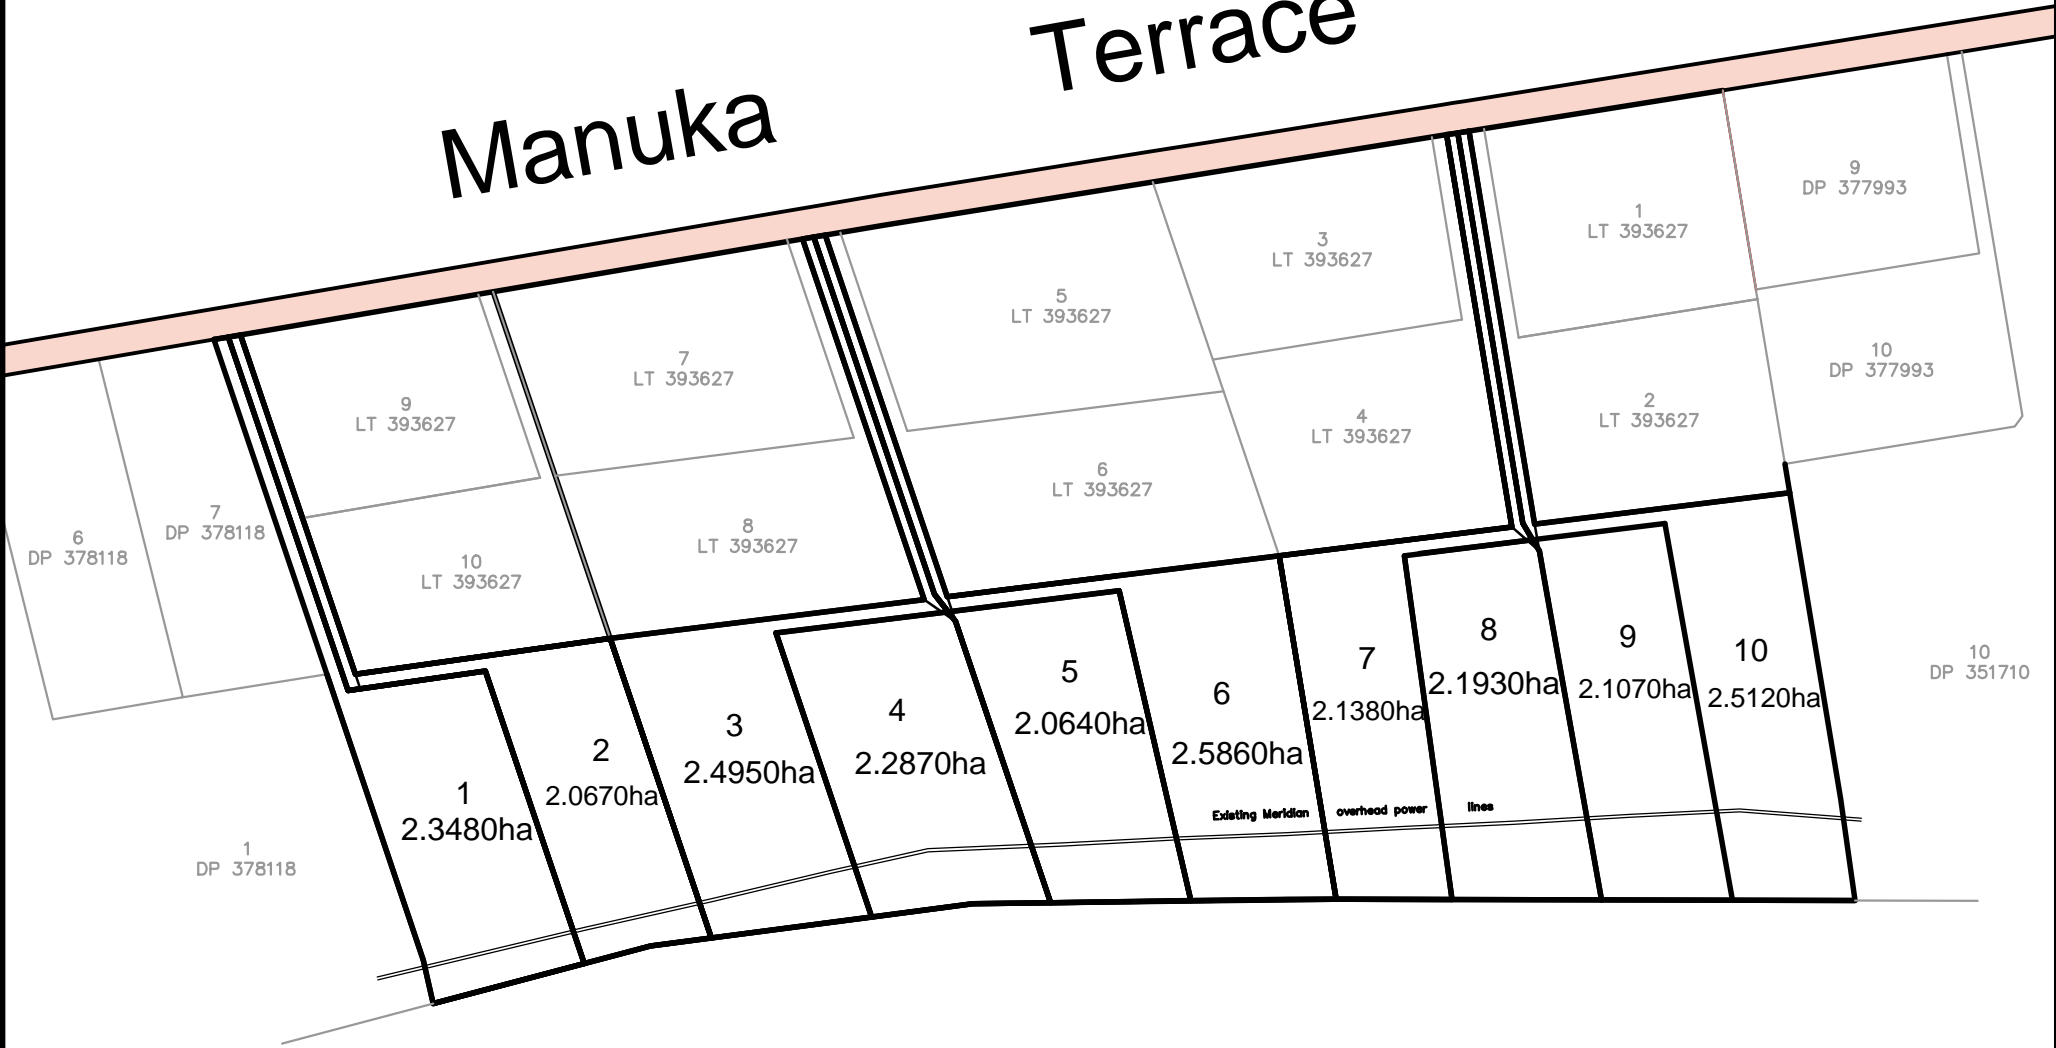 Manuka Terrace
9
DP 377993
1
LT 393627
3
LT 393627
5
LT 393627
7
LT 393627
9
LT 393627
10
DP 377993
2
LT 393627
4
LT 393627
6
LT 393627
8
LT 393627
10
LT 393627
7
DP 378118
6
DP 378118
1
DP 378118
10
DP 351710
1
2.3480ha
2
2.0670ha
3
2.4950ha
4
2.2870ha
5
2.0640ha
6
2.5860ha
7
2.1380ha
8
2.1930ha
9
2.1070ha
10
2.5120ha
Existing Meridian overhead power lines